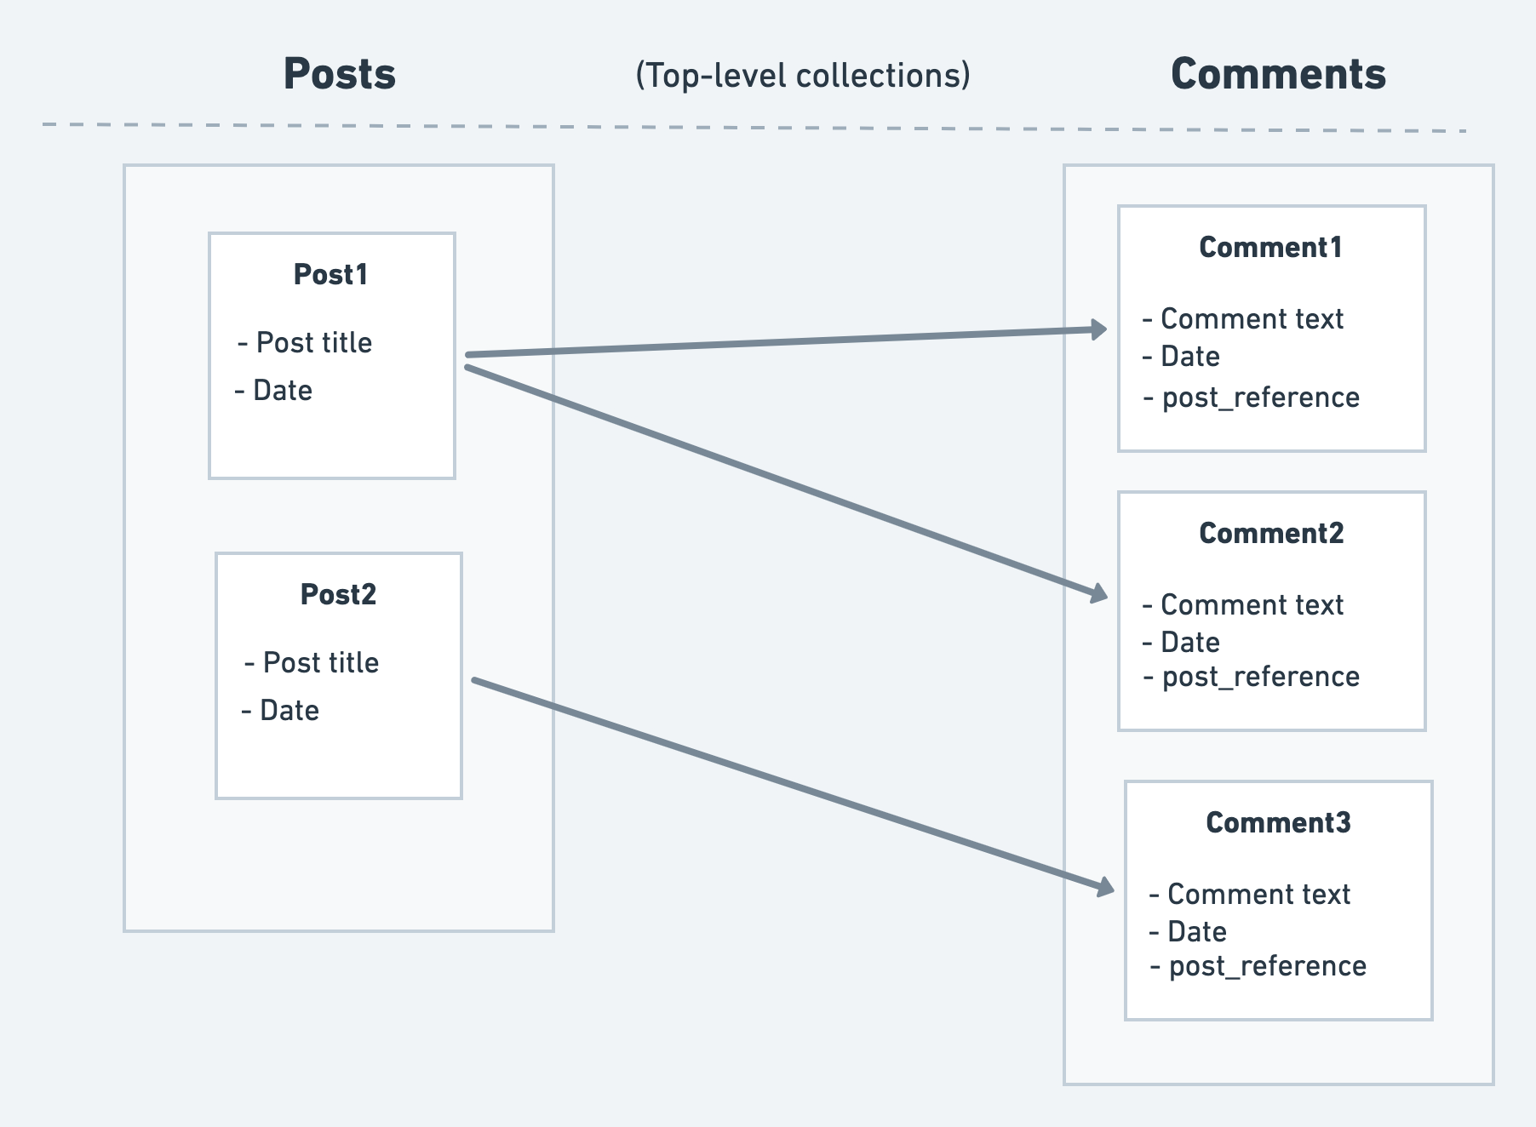 Posts
(Top-level collections)
Comments
Post1
- Post title
- Date
Post2
- Post title
- Date
Comment1
- Comment text
- Date
- post_reference
Comment2
- Comment text
- Date
- post_reference
Comment3
- Comment text
- Date
- post_reference